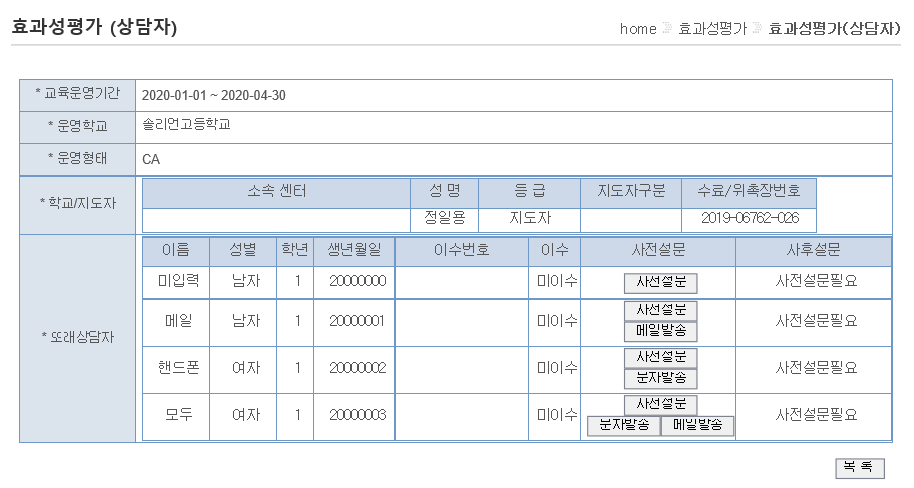 효과성평가 (상담자)
home 효과성평가 효과성평가(상담자)
* 교육운영기간 2020-01-01 ~ 2020-04-30
* 운영학교 솔리언고등학교
* 운영형태 CA
* 학교/지도자
소속 센터 성 명 등 급 지도자구분 수료/위촉장번호
정일용 지도자 2019-06762-026
* 또래상담자
이름 성별 학년 생년월일 이수번호 이수 사전설문 사후설문
미입력 남자 1 20000000 미이수 사전설문 사전설문필요
메일 남자 1 20000001 미이수 사전설문 사전설문필요
메일발송
핸드폰 여자 1 20000002 미이수 사전설문 사전설문필요
문자발송
모두 여자 1 20000003 미이수 사전설문 사전설문필요
문자발송 메일발송
목 록